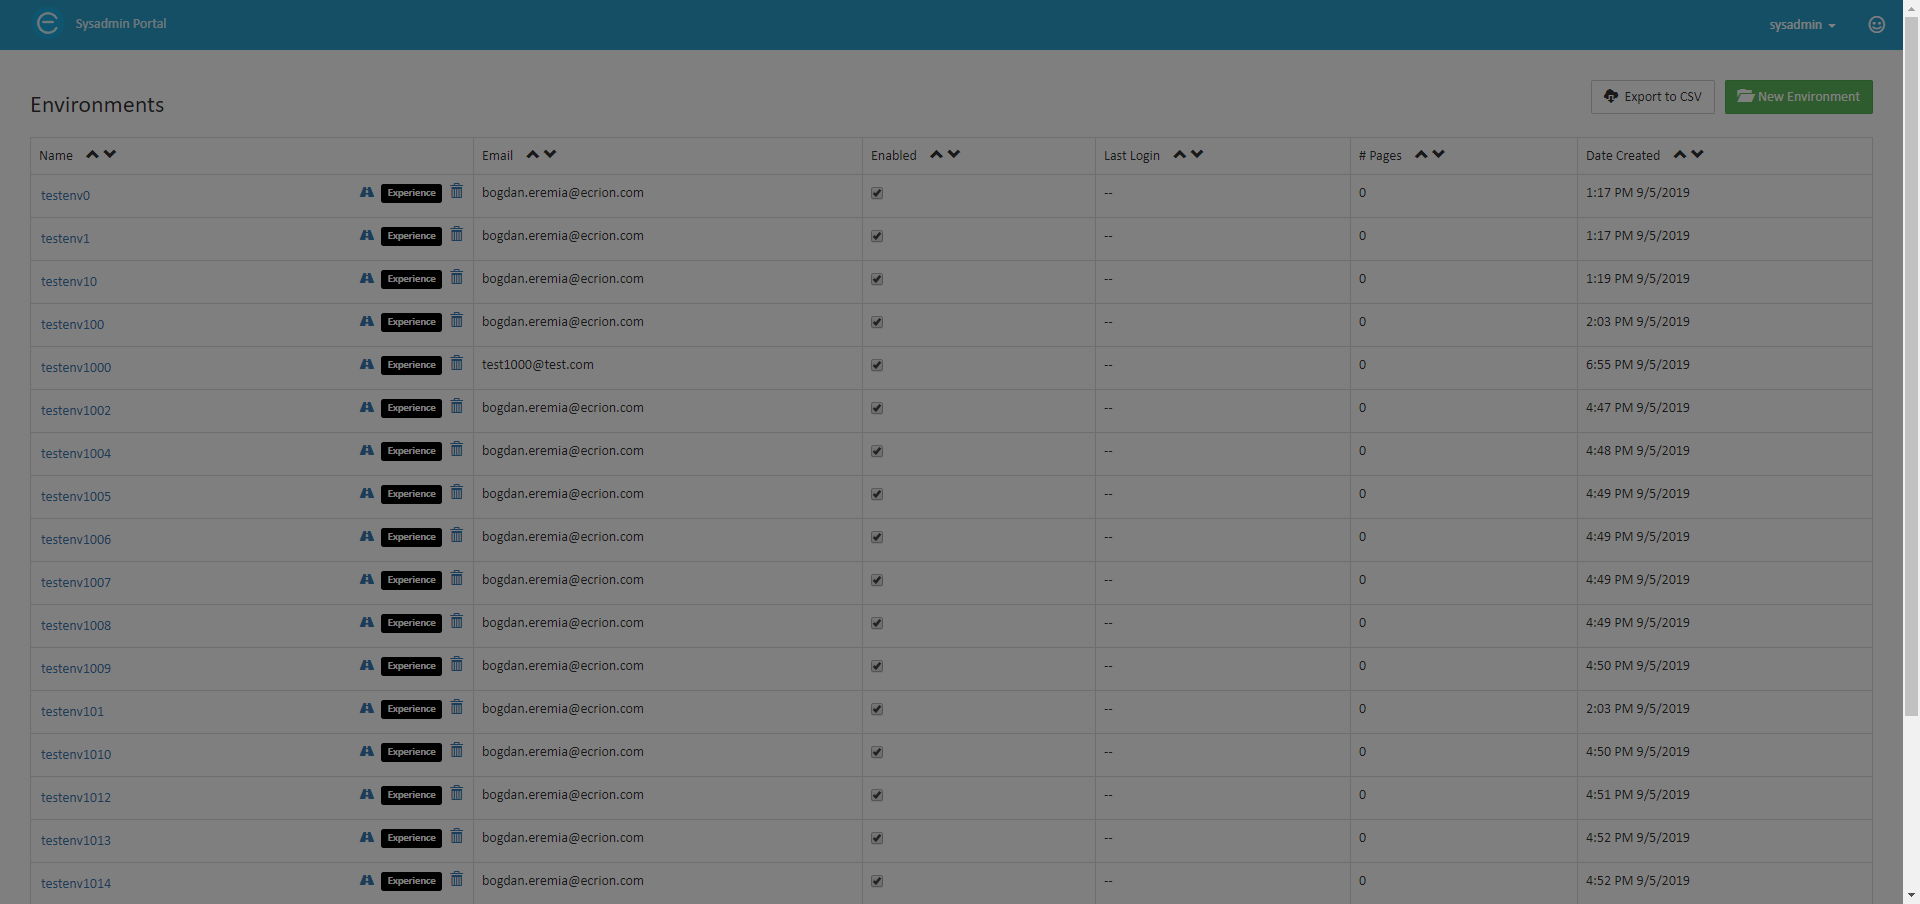 Sysadmin Portal sysadmin
Environments Export to CSV New Environment
Name Email Enabled Last Login # Pages Date Created
testenv0 Experience bogdan.eremia@ecrion.com -- 0 1:17 PM 9/5/2019
testenv1 Experience bogdan.eremia@ecrion.com -- 0 1:17 PM 9/5/2019
testenv10 Experience bogdan.eremia@ecrion.com -- 0 1:19 PM 9/5/2019
testenv100 Experience bogdan.eremia@ecrion.com -- 0 2:03 PM 9/5/2019
testenv1000 Experience test1000@test.com -- 0 6:55 PM 9/5/2019
testenv1002 Experience bogdan.eremia@ecrion.com -- 0 4:47 PM 9/5/2019
testenv1004 Experience bogdan.eremia@ecrion.com -- 0 4:48 PM 9/5/2019
testenv1005 Experience bogdan.eremia@ecrion.com -- 0 4:49 PM 9/5/2019
testenv1006 Experience bogdan.eremia@ecrion.com -- 0 4:49 PM 9/5/2019
testenv1007 Experience bogdan.eremia@ecrion.com -- 0 4:49 PM 9/5/2019
testenv1008 Experience bogdan.eremia@ecrion.com -- 0 4:49 PM 9/5/2019
testenv1009 Experience bogdan.eremia@ecrion.com -- 0 4:50 PM 9/5/2019
testenv101 Experience bogdan.eremia@ecrion.com -- 0 2:03 PM 9/5/2019
testenv1010 Experience bogdan.eremia@ecrion.com -- 0 4:50 PM 9/5/2019
testenv1012 Experience bogdan.eremia@ecrion.com -- 0 4:51 PM 9/5/2019
testenv1013 Experience bogdan.eremia@ecrion.com -- 0 4:52 PM 9/5/2019
testenv1014 Experience bogdan.eremia@ecrion.com -- 0 4:52 PM 9/5/2019